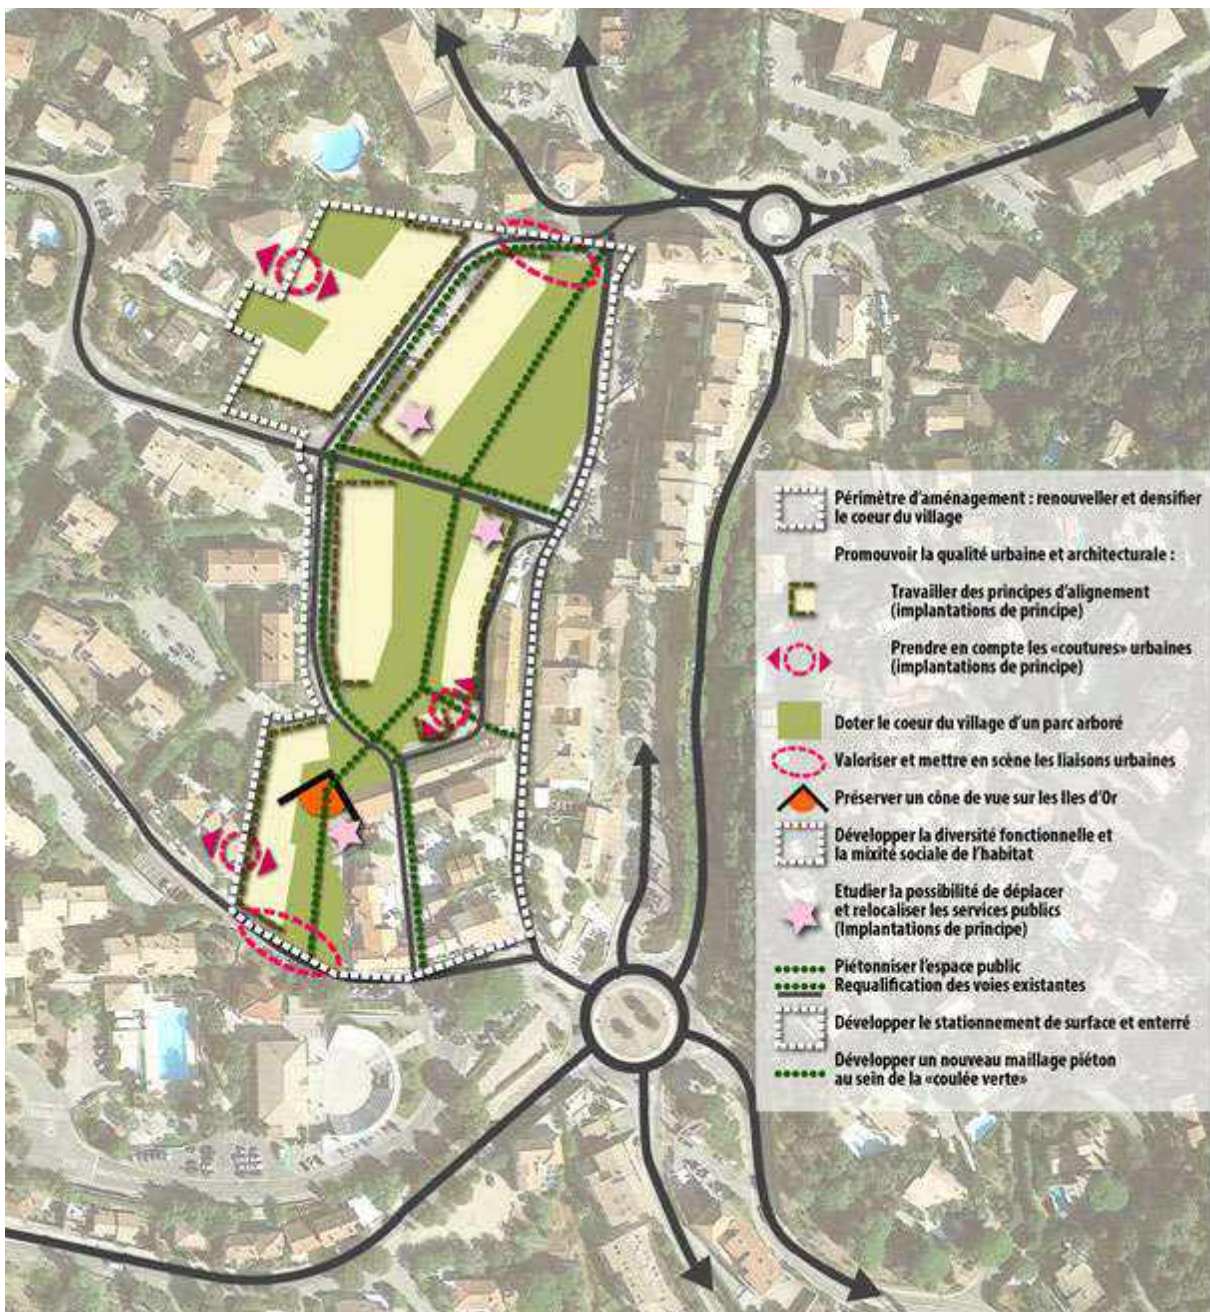 Périmètre d'aménagement : renouveller et densifier
le coeur du village
Promouvoir la qualité urbaine et architecturale :
Travailler des principes d'alignement
(implantations de principe)
Prendre en compte les «coutures» urbaines
(implantations de principe)
Doter le coeur du village d'un parc arboré
Valoriser et mettre en scène les liaisons urbaines
Préserver un cône de vue sur les îles d'Or
Développer la diversité fonctionnelle et
la mixité sociale de l'habitat
Etudier la possibilité de déplacer
et relocaliser les services publics
(Implantations de principe)
Piétonniser l'espace public
Requalification des voies existantes
Développer le stationnement de surface et enterré
Développer un nouveau maillage piéton
au sein de la «coulée verte»